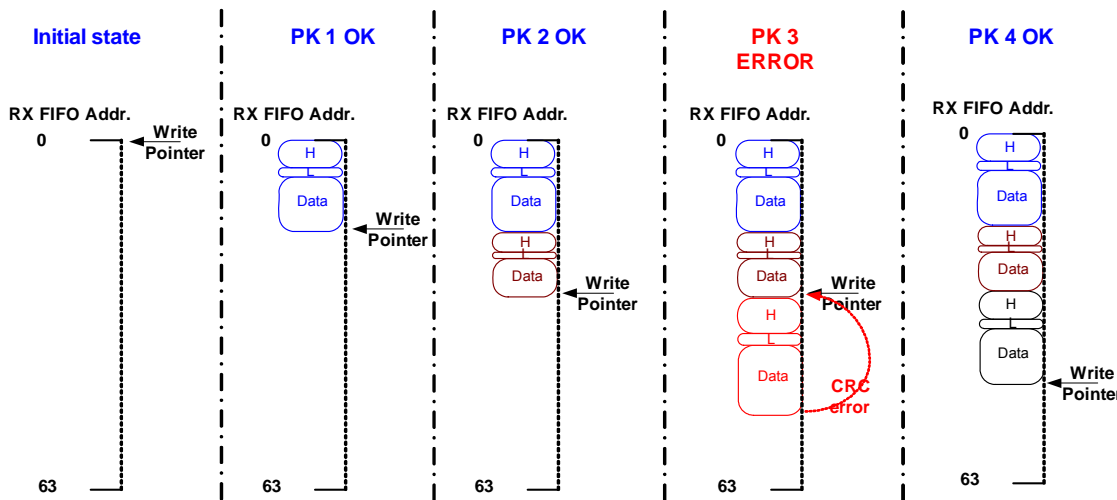 Initial state
RX FIFO Addr.
0
Write
Pointer
63
PK 1 OK
RX FIFO Addr.
0
H
L
Data
Write
Pointer
63
PK 2 OK
RX FIFO Addr.
0
H
L
Data
H
L
Data
Write
Pointer
63
PK 3
ERROR
RX FIFO Addr.
0
H
L
Data
H
L
Data
Write
Pointer
H
L
Data
CRC
error
63
PK 4 OK
RX FIFO Addr.
0
H
L
Data
H
L
Data
H
L
Data
Write
Pointer
63